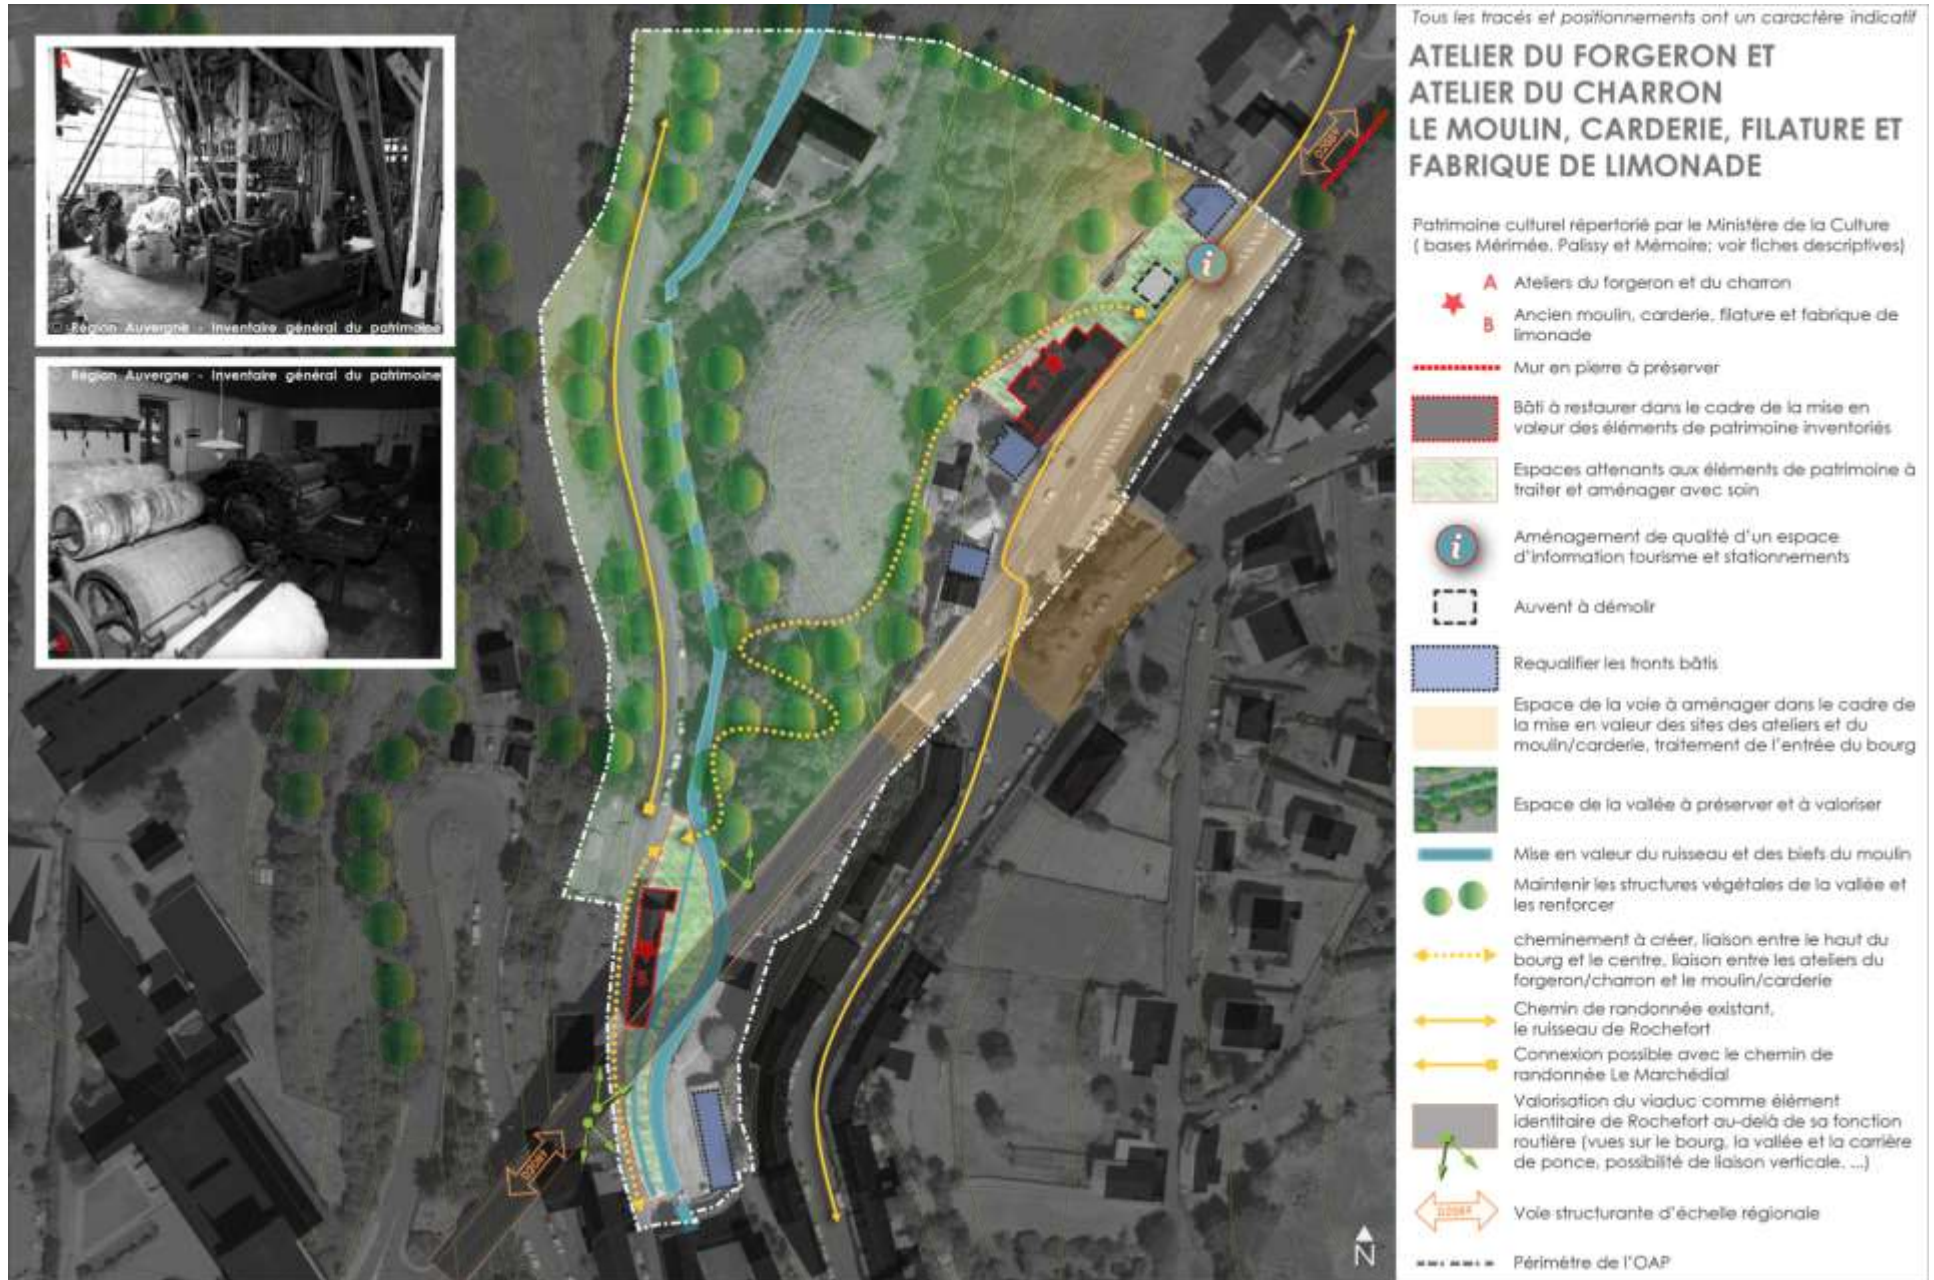 Tous les tracés et positionnements ont un caractère indicatif
ATELIER DU FORGERON ET
ATELIER DU CHARRON
LE MOULIN, CARDERIE, FILATURE ET
FABRIQUE DE LIMONADE
Patrimoine culturel répertorié par le Ministère de la Culture
( bases Mérimée, Palissy et Mémoire; voir fiches descriptives)
A Ateliers du forgeron et du charron
B Ancien moulin, carderie, filature et fabrique de
limonade
Mur en pierre à préserver
Bâti à restaurer dans le cadre de la mise en
valeur des éléments de patrimoine inventoriés
Espaces attenants aux éléments de patrimoine à
traiter et aménager avec soin
i
Aménagement de qualité d'un espace
d'information tourisme et stationnements
Auvent à démolir
Requalifier les fronts bâtis
Espace de la voie à aménager dans le cadre de
la mise en valeur des sites des ateliers et du
moulin/carderie, traitement de l'entrée du bourg
Espace de la vallée à préserver et à valoriser
Mise en valeur du ruisseau et des biefs du moulin
Maintenir les structures végétales de la vallée et
les renforcer
cheminement à créer, liaison entre le haut du
bourg et le centre, liaison entre les ateliers du
forgeron/charron et le moulin/carderie
Chemin de randonnée existant,
le ruisseau de Rochefort
Connexion possible avec le chemin de
randonnée Le Marchédial
Valorisation du viaduc comme élément
identitaire de Rochefort au-delà de sa fonction
routière (vues sur le bourg, la vallée et la carrière
de ponce, possibilité de liaison verticale, ...)
Voie structurante d'échelle régionale
Périmètre de l'OAP
A
© Région Auvergne - Inventaire général du patrimoine
© Région Auvergne - Inventaire général du patrimoine
B
i
A
B
N